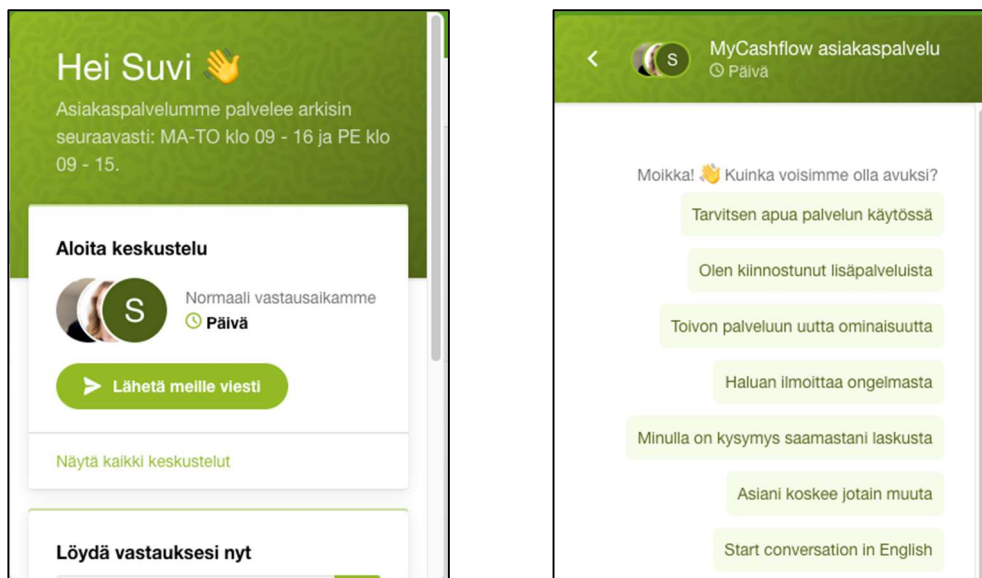 Hei Suvi 👋
Asiakaspalvelumme palvelee arkisin
seuraavasti: MA-TO klo 09 - 16 ja PE klo
09 - 15.
Aloita keskustelu
S
Normaali vastausaikamme
Päivä
Lähetä meille viesti
Näytä kaikki keskustelut
Löydä vastauksesi nyt
S
MyCashflow asiakaspalvelu
Päivä
Moikka! 👋 Kuinka voisimme olla avuksi?
Tarvitsen apua palvelun käytössä
Olen kiinnostunut lisäpalveluista
Toivon palveluun uutta ominaisuutta
Haluan ilmoittaa ongelmasta
Minulla on kysymys saamastani laskusta
Asiani koskee jotain muuta
Start conversation in English